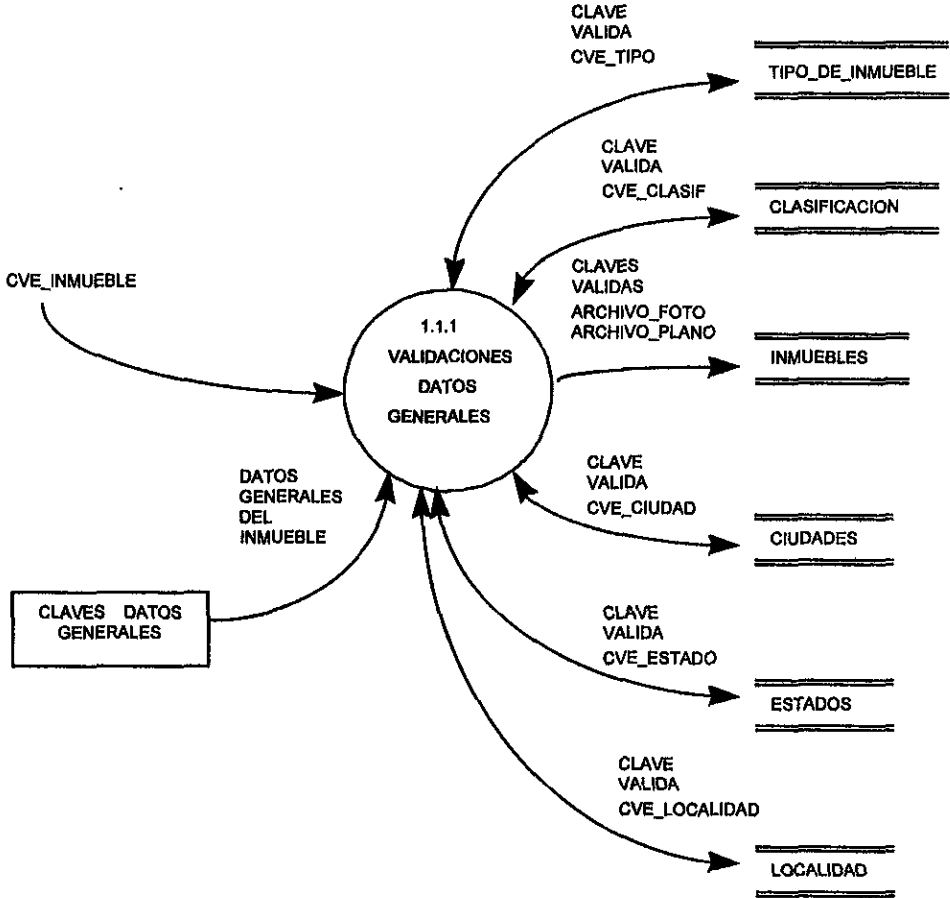 CLAVE
VALIDA
CVE_TIPO
TIPO_DE_INMUEBLE
CLAVE
VALIDA
CVE_CLASIF
CLASIFICACION
CVE_INMUEBLE
CLAVES
VALIDAS
ARCHIVO_FOTO
ARCHIVO_PLANO
1.1.1
VALIDACIONES
DATOS
GENERALES
INMUEBLES
DATOS
GENERALES
DEL
INMUEBLE
CLAVE
VALIDA
CVE_CIUDAD
CIUDADES
CLAVES DATOS
GENERALES
CLAVE
VALIDA
CVE_ESTADO
ESTADOS
CLAVE
VALIDA
CVE_LOCALIDAD
LOCALIDAD